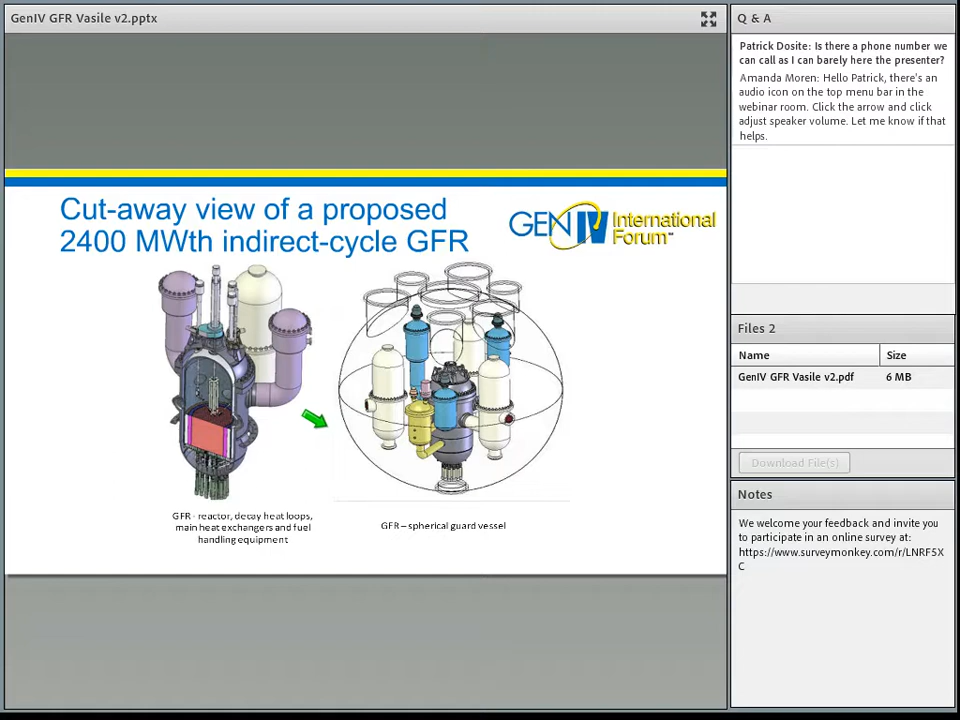 GenIV GFR Vasile v2.pptx
Cut-away view of a proposed
2400 MWth indirect-cycle GFR
GEN IV International
Forum™
GFR - reactor, decay heat loops,
main heat exchangers and fuel
handling equipment
GFR – spherical guard vessel
Q & A
Patrick Dosite: Is there a phone number we
can call as I can barely here the presenter?
Amanda Moren: Hello Patrick, there's an
audio icon on the top menu bar in the
webinar room. Click the arrow and click
adjust speaker volume. Let me know if that
helps.
Files 2
Name Size
GenIV GFR Vasile v2.pdf 6 MB
Download File(s)
Notes
We welcome your feedback and invite you
to participate in an online survey at:
https://www.surveymonkey.com/r/LNRF5X
C